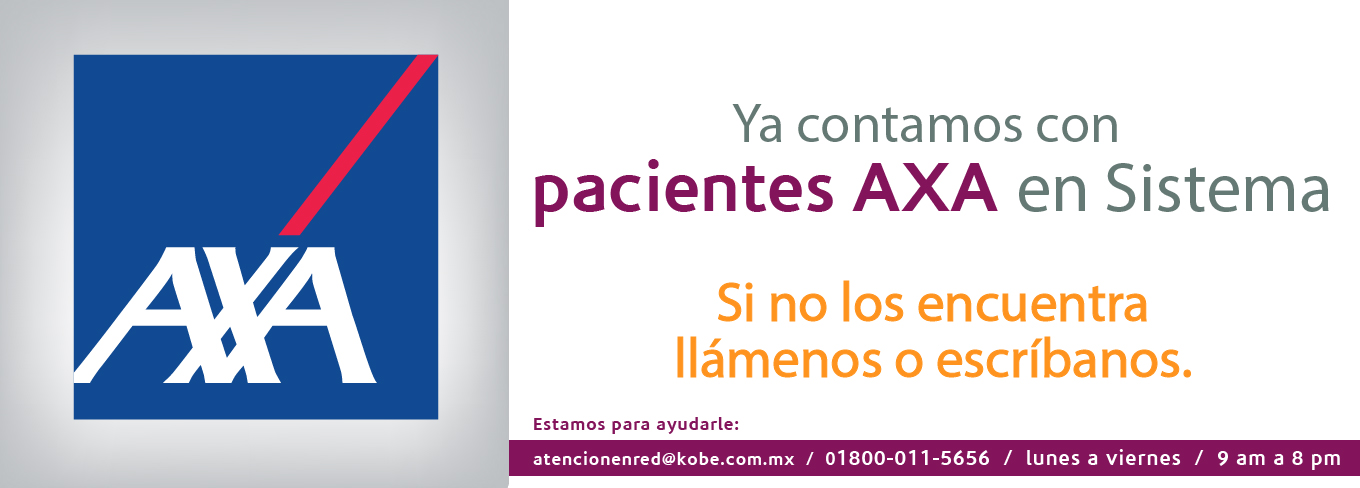 AXA
Ya contamos con
pacientes AXA en Sistema
Si no los encuentra
llámenos o escríbanos.
Estamos para ayudarle:
atencionenred@kobe.com.mx / 01800-011-5656 / lunes a viernes / 9 am a 8 pm